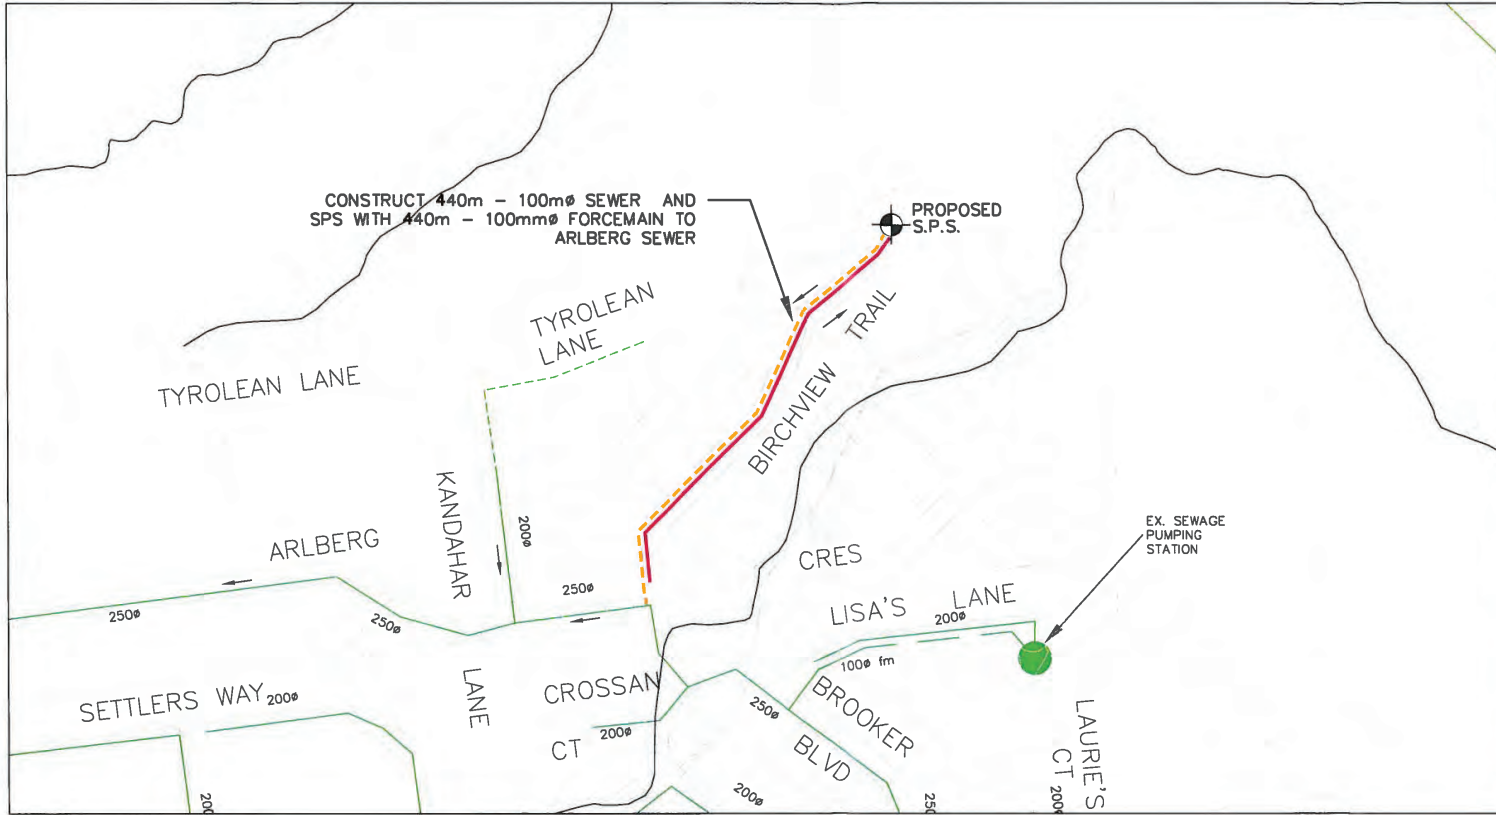 CONSTRUCT 440m - 100mø SEWER AND
SPS WITH 440m - 100mmø FORCEMAIN TO
ARLBERG SEWER
PROPOSED
S.P.S.
TYROLEAN
LANE
TYROLEAN LANE
BIRCHVIEW TRAIL
KANDAHAR
200ø
ARLBERG
250ø
250ø
250ø
EX. SEWAGE
PUMPING
STATION
CRES
LISA'S LANE
200ø
100ø fm
SETTLERS WAY
200ø
LANE
CROSSAN
CT
200ø
250ø
BROOKER
BLVD
LAURIE'S
CT
200ø
200ø